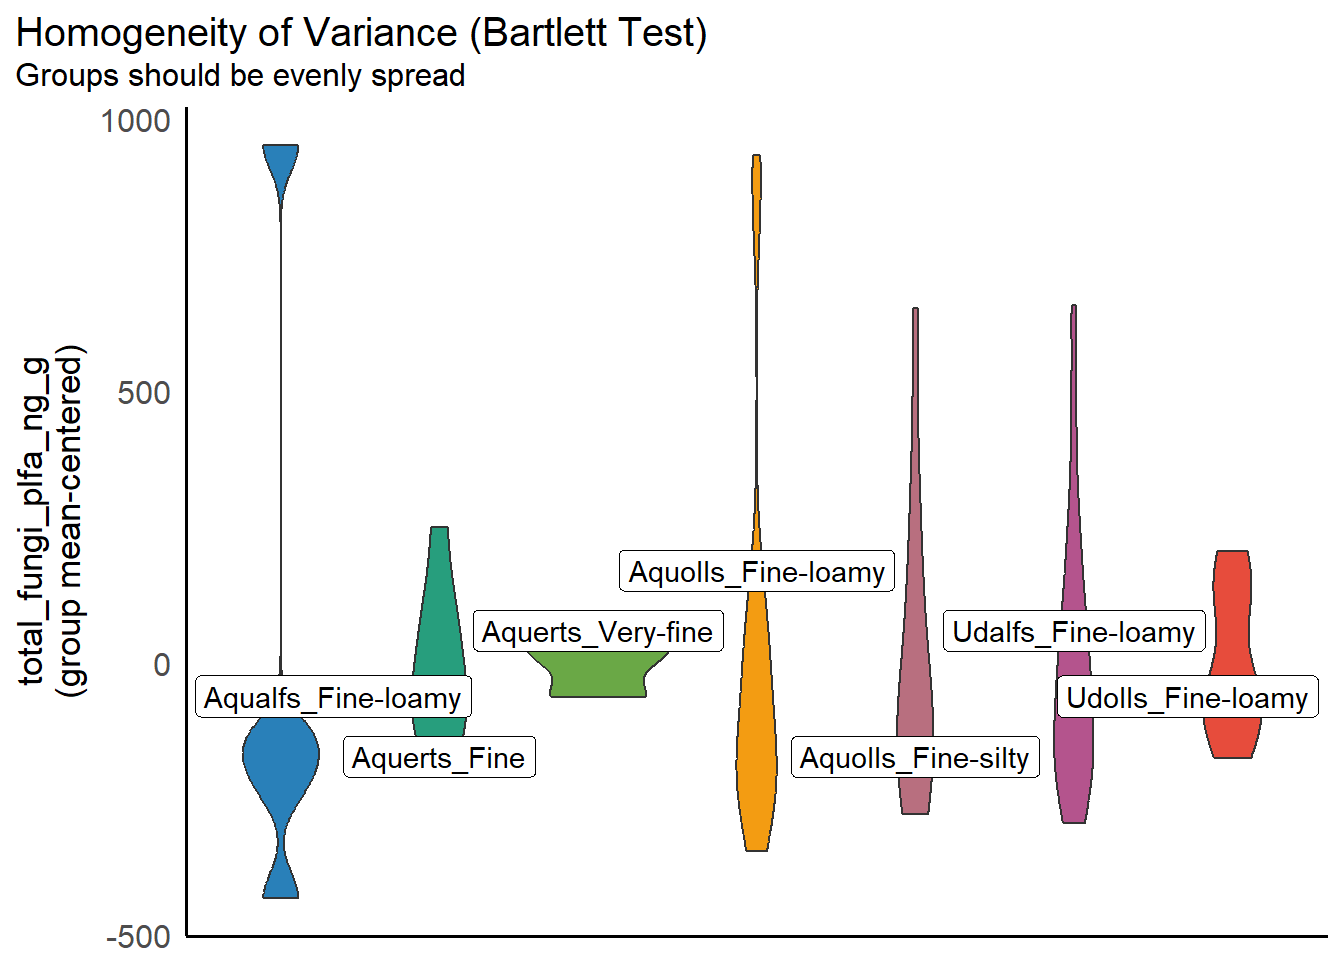 Homogeneity of Variance (Bartlett Test)
Groups should be evenly spread
1000
500
0
-500
total_fungi_plfa_ng_g
(group mean-centered)
Aquolls_Fine-loamy
Aquerts_Very-fine
Udalfs_Fine-loamy
Aqualfs_Fine-loamy
Udolls_Fine-loamy
Aquerts_Fine
Aquolls_Fine-silty